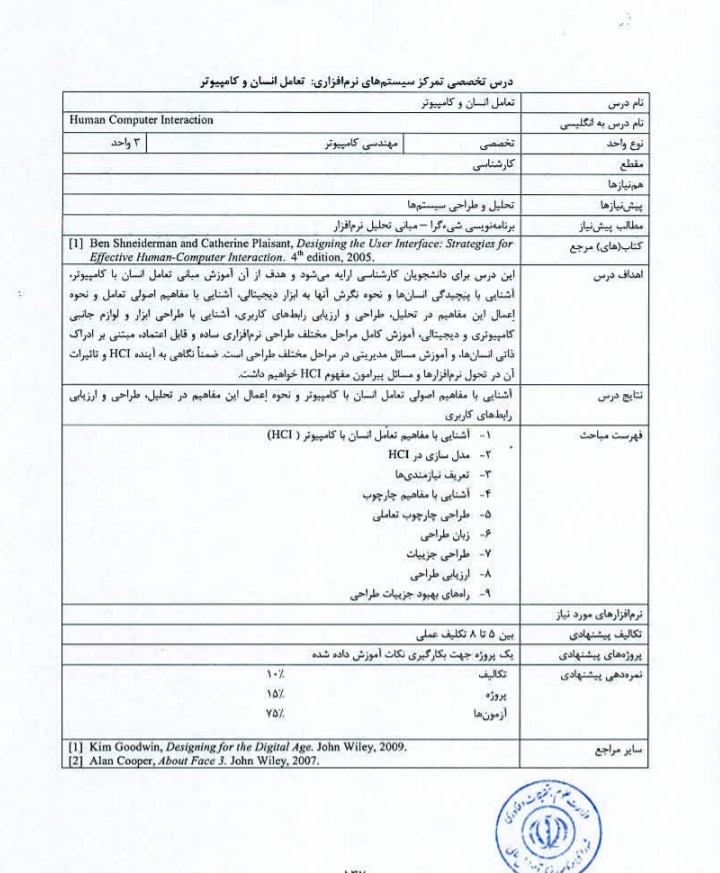 درس تخصصی تمرکز سیستم‌های نرم‌افزاری: تعامل انسان و کامپیوتر
نام درس تعامل انسان و کامپیوتر
نام درس به انگلیسی Human Computer Interaction
نوع واحد تخصصی مهندسی کامپیوتر ۳ واحد
مقطع کارشناسی
هم‌نیازها
پیش‌نیازها تحلیل و طراحی سیستم‌ها
مطالب پیش‌نیاز برنامه‌نویسی شیءگرا – مبانی تحلیل نرم‌افزار
کتاب(های) مرجع [1] Ben Shneiderman and Catherine Plaisant, Designing the User Interface: Strategies for
Effective Human-Computer Interaction. 4th edition, 2005.
اهداف درس این درس برای دانشجویان کارشناسی ارایه می‌شود و هدف از آن آموزش مبانی تعامل انسان با کامپیوتر،
آشنایی با پیچیدگی انسان‌ها و نحوه نگرش آنها به ابزار دیجیتالی، آشنایی با مفاهیم اصولی تعامل و نحوه
إعمال این مفاهیم در تحلیل، طراحی و ارزیابی رابط‌های کاربری، آشنایی با طراحی ابزار و لوازم جانبی
کامپیوتری و دیجیتالی، آموزش کامل مراحل مختلف طراحی نرم‌افزاری ساده و قابل اعتماد، مبتنی بر ادراک
ذاتی انسان‌ها، و آموزش مسائل مدیریتی در مراحل مختلف طراحی است. ضمناً نگاهی به آینده HCI و تاثیرات
آن در تحول نرم‌افزارها و مسائل پیرامون مفهوم HCI خواهیم داشت.
نتایج درس آشنایی با مفاهیم اصولی تعامل انسان با کامپیوتر و نحوه إعمال این مفاهیم در تحلیل، طراحی و ارزیابی
رابط‌های کاربری
فهرست مباحث ۱- آشنایی با مفاهیم تعامل انسان با کامپیوتر ( HCI)
۲- مدل سازی در HCI
۳- تعریف نیازمندی‌ها
۴- آشنایی با مفاهیم چارچوب
۵- طراحی چارچوب تعاملی
۶- زبان طراحی
۷- طراحی جزییات
۸- ارزیابی طراحی
۹- راه‌های بهبود جزییات طراحی
نرم‌افزارهای مورد نیاز
تکالیف پیشنهادی بین ۵ تا ۸ تکلیف عملی
پروژه‌های پیشنهادی یک پروژه جهت بکارگیری نکات آموزش داده شده
نمره‌دهی پیشنهادی تکالیف ۱۰٪
پروژه ۱۵٪
آزمون‌ها ۷۵٪
سایر مراجع [1] Kim Goodwin, Designing for the Digital Age. John Wiley, 2009.
[2] Alan Cooper, About Face 3. John Wiley, 2007.
وزارت علوم، تحقیقات و فناوری